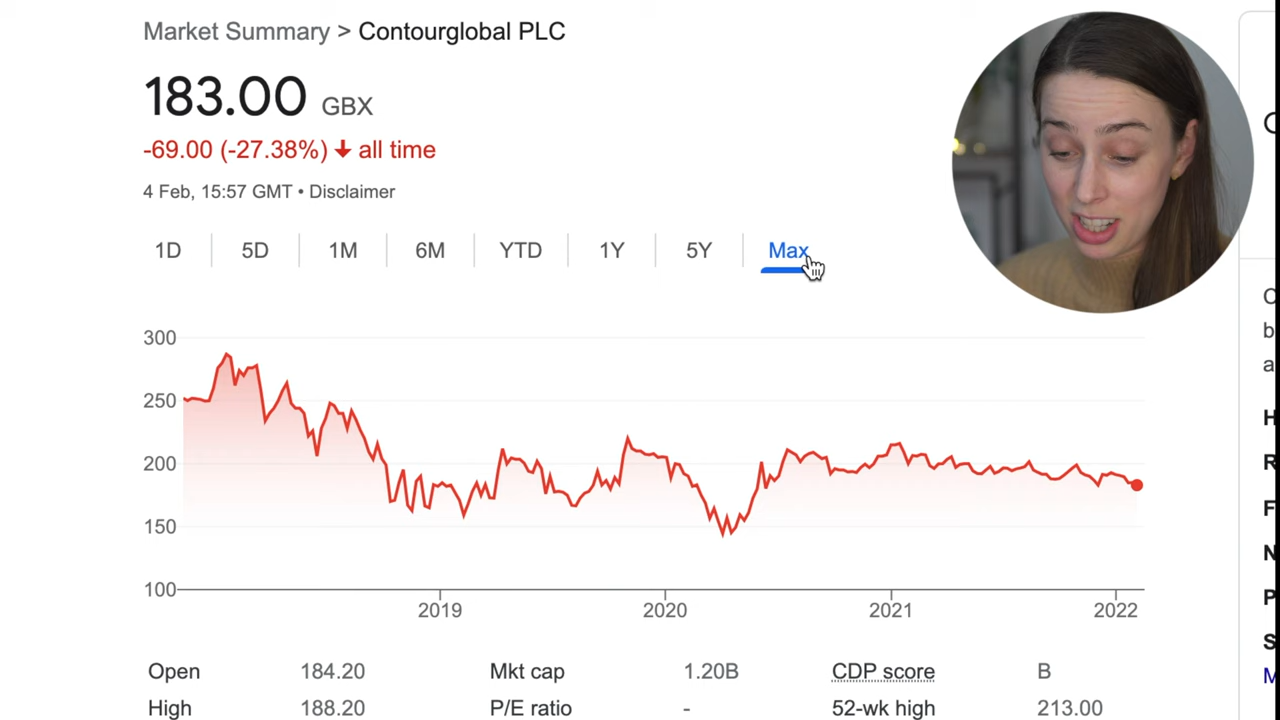 Market Summary > Contourglobal PLC
183.00 GBX
-69.00 (-27.38%) all time
4 Feb, 15:57 GMT • Disclaimer
1D 5D 1M 6M YTD 1Y 5Y Max
300
250
200
150
100
2019 2020 2021 2022
Open 184.20 Mkt cap 1.20B CDP score B
High 188.20 P/E ratio - 52-wk high 213.00